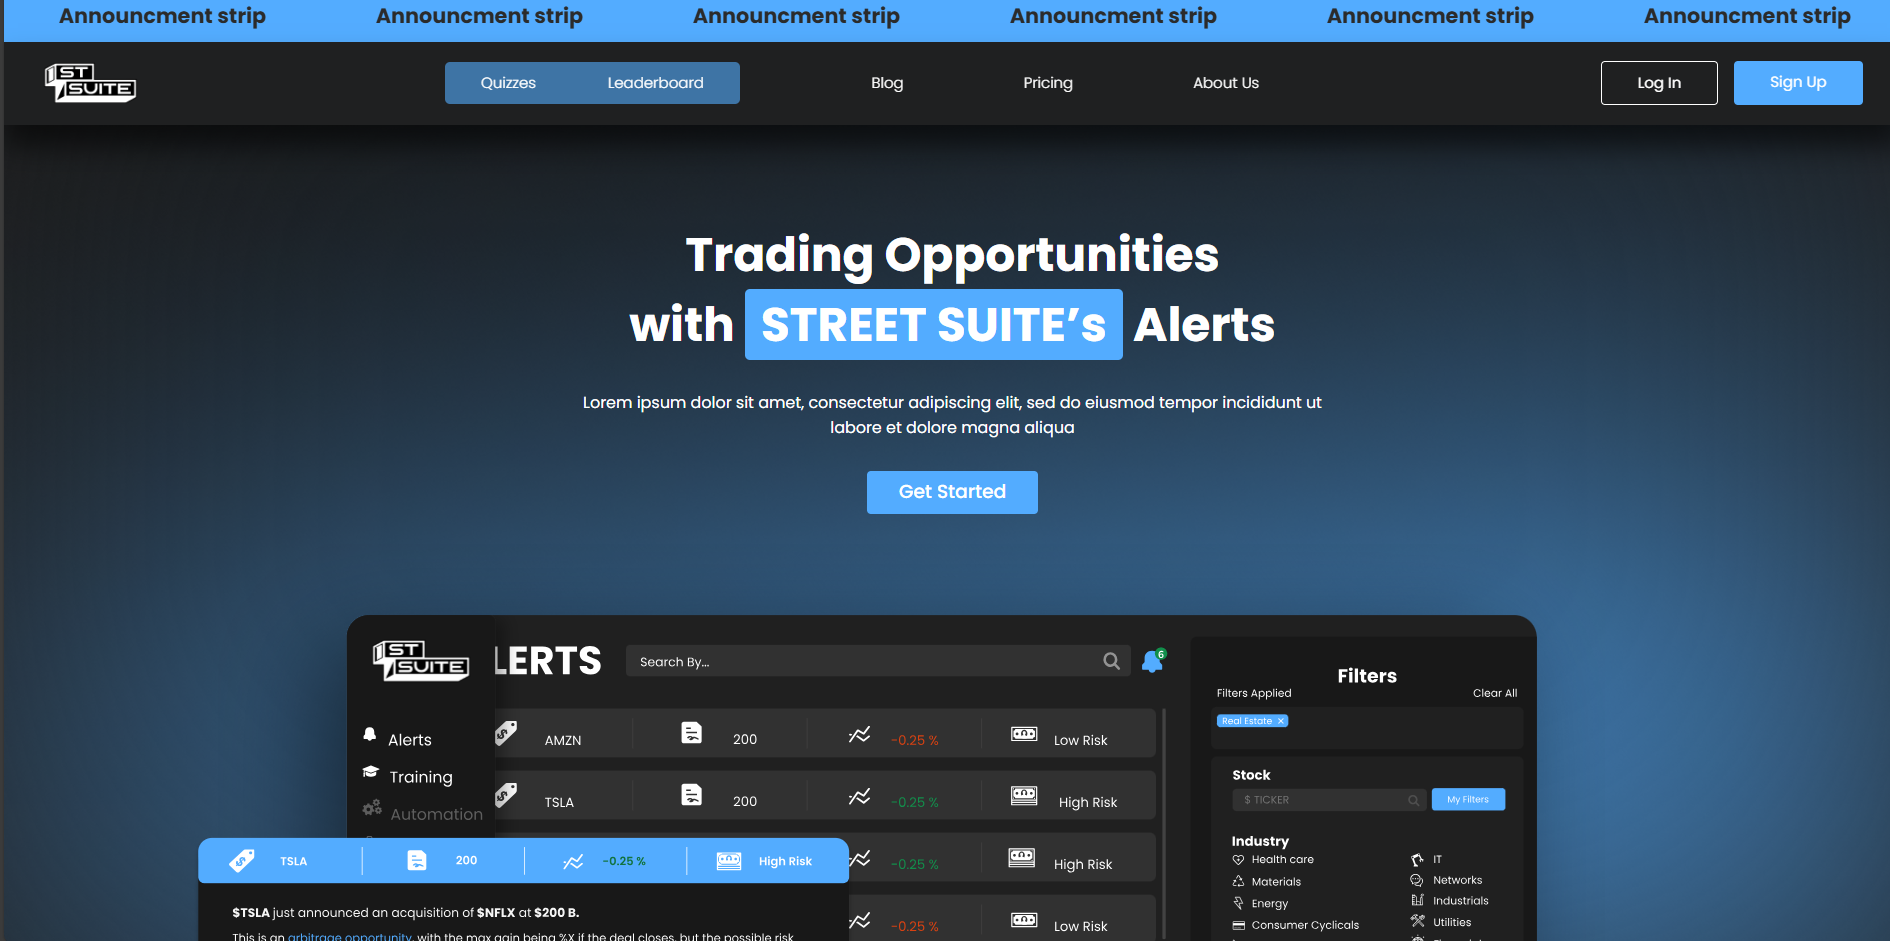 Announcment strip Announcment strip Announcment strip Announcment strip Announcment strip Announcment strip
ST SUITE
Quizzes Leaderboard Blog Pricing About Us Log In Sign Up
Trading Opportunities
with STREET SUITE’s Alerts
Lorem ipsum dolor sit amet, consectetur adipiscing elit, sed do eiusmod tempor incididunt ut
labore et dolore magna aliqua
Get Started
ST SUITE
Alerts
Training
Automation
LERTS
Search By...
6
AMZN 200 -0.25 % Low Risk
TSLA 200 -0.25 % High Risk
-0.25 % High Risk
-0.25 % Low Risk
TSLA 200 -0.25 % High Risk
$TSLA just announced an acquisition of $NFLX at $200 B.
This is an arbitrage opportunity, with the max gain being %X if the deal closes, but the possible risk
Filters
Filters Applied Clear All
Real Estate ×
Stock
$ TICKER My Filters
Industry
Health care IT
Materials Networks
Energy Industrials
Consumer Cyclicals Utilities